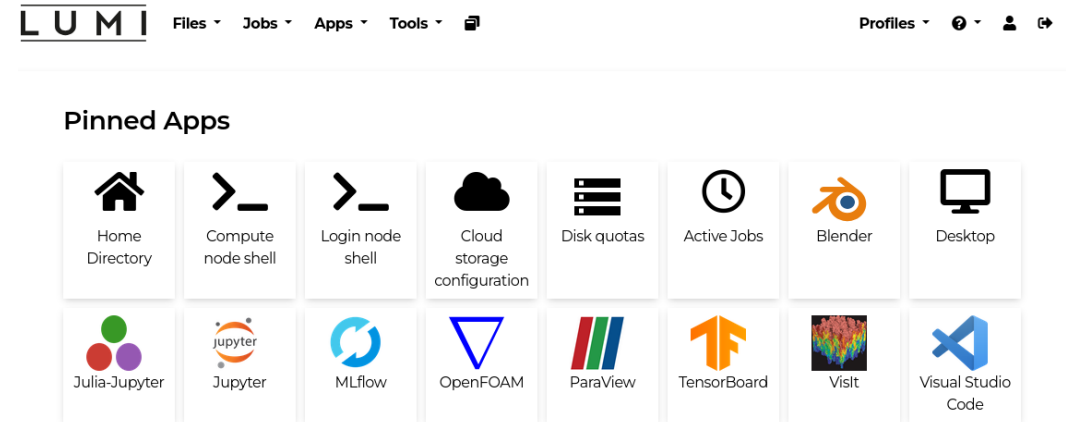 LUMI Files Jobs Apps Tools Profiles
Pinned Apps
Home Directory
Compute node shell
Login node shell
Cloud storage configuration
Disk quotas
Active Jobs
Blender
Desktop
Julia-Jupyter
jupyter
Jupyter
MLflow
OpenFOAM
ParaView
TensorBoard
VisIt
Visual Studio Code